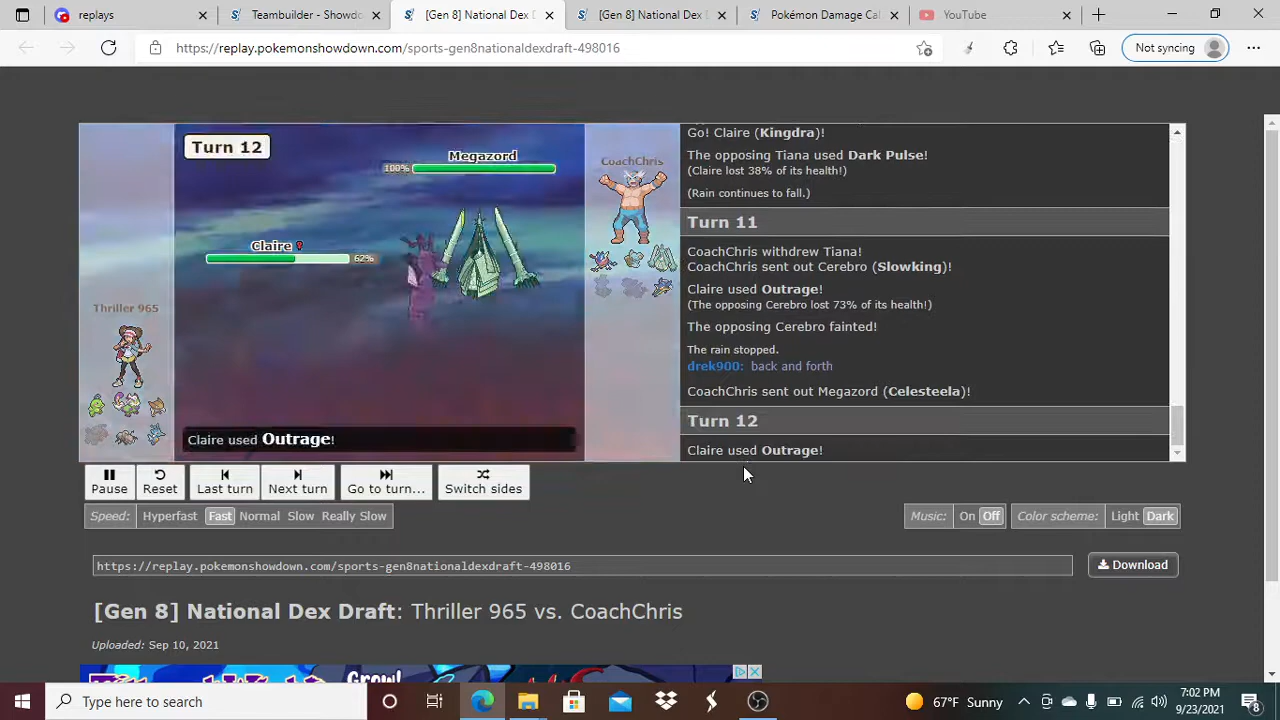 replays
Teambuilder - Showdo
[Gen 8] National Dex D
[Gen 8] National Dex D
Pokémon Damage Cal
YouTube
https://replay.pokemonshowdown.com/sports-gen8nationaldexdraft-498016
Not syncing
Turn 12
Megazord
100%
Claire
62%
Thriller 965
CoachChris
Claire used Outrage!
Go! Claire (Kingdra)!
The opposing Tiana used Dark Pulse!
(Claire lost 38% of its health!)
(Rain continues to fall.)
Turn 11
CoachChris withdrew Tiana!
CoachChris sent out Cerebro (Slowking)!
Claire used Outrage!
(The opposing Cerebro lost 73% of its health!)
The opposing Cerebro fainted!
The rain stopped.
drek900: back and forth
CoachChris sent out Megazord (Celesteela)!
Turn 12
Claire used Outrage!
Pause
Reset
Last turn
Next turn
Go to turn...
Switch sides
Speed: Hyperfast Fast Normal Slow Really Slow
Music: On Off
Color scheme: Light Dark
https://replay.pokemonshowdown.com/sports-gen8nationaldexdraft-498016
Download
[Gen 8] National Dex Draft: Thriller 965 vs. CoachChris
Uploaded: Sep 10, 2021
Grow!
Type here to search
67°F Sunny
7:02 PM
9/23/2021
8